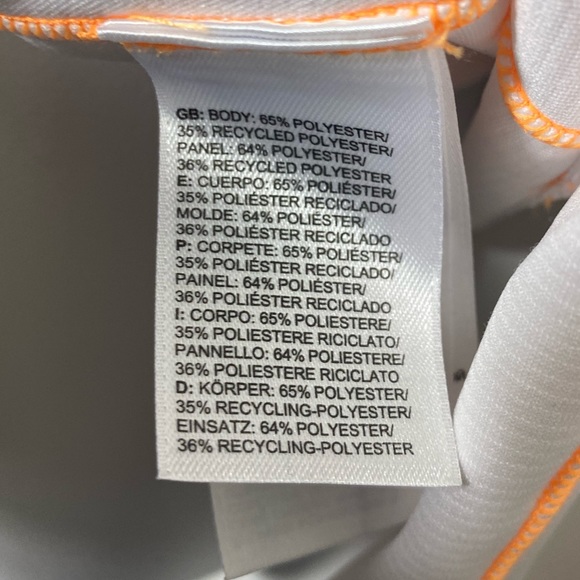 GB: BODY: 65% POLYESTER/
35% RECYCLED POLYESTER/
PANEL: 64% POLYESTER/
36% RECYCLED POLYESTER
E: CUERPO: 65% POLIÉSTER/
35% POLIÉSTER RECICLADO/
MOLDE: 64% POLIÉSTER/
36% POLIÉSTER RECICLADO
P: CORPETE: 65% POLIÉSTER/
35% POLIÉSTER RECICLADO/
PAINEL: 64% POLIÉSTER/
36% POLIÉSTER RECICLADO
I: CORPO: 65% POLIESTERE/
35% POLIESTERE RICICLATO/
PANNELLO: 64% POLIESTERE/
36% POLIESTERE RICICLATO
D: KÖRPER: 65% POLYESTER/
35% RECYCLING-POLYESTER/
EINSATZ: 64% POLYESTER/
36% RECYCLING-POLYESTER